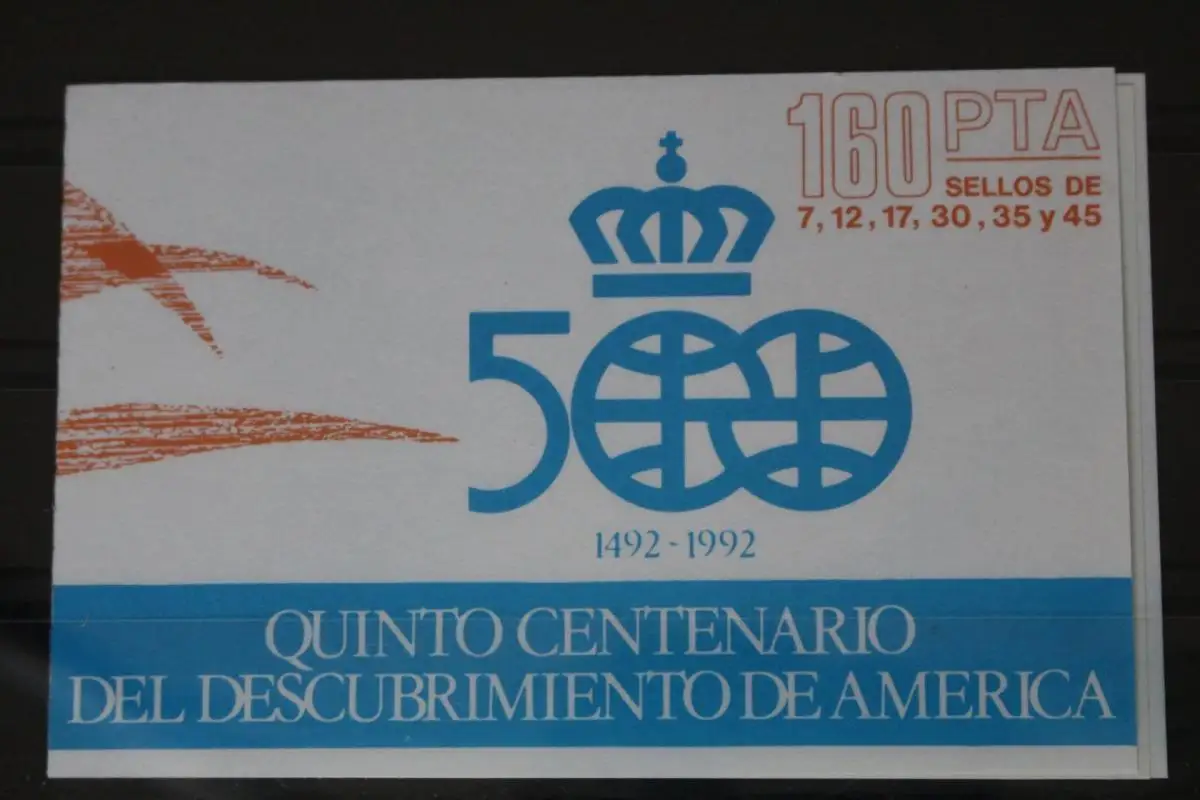 160 PTA
SELLOS DE
7, 12, 17, 30, 35 y 45
500
1492 - 1992
QUINTO CENTENARIO
DEL DESCUBRIMIENTO DE AMERICA